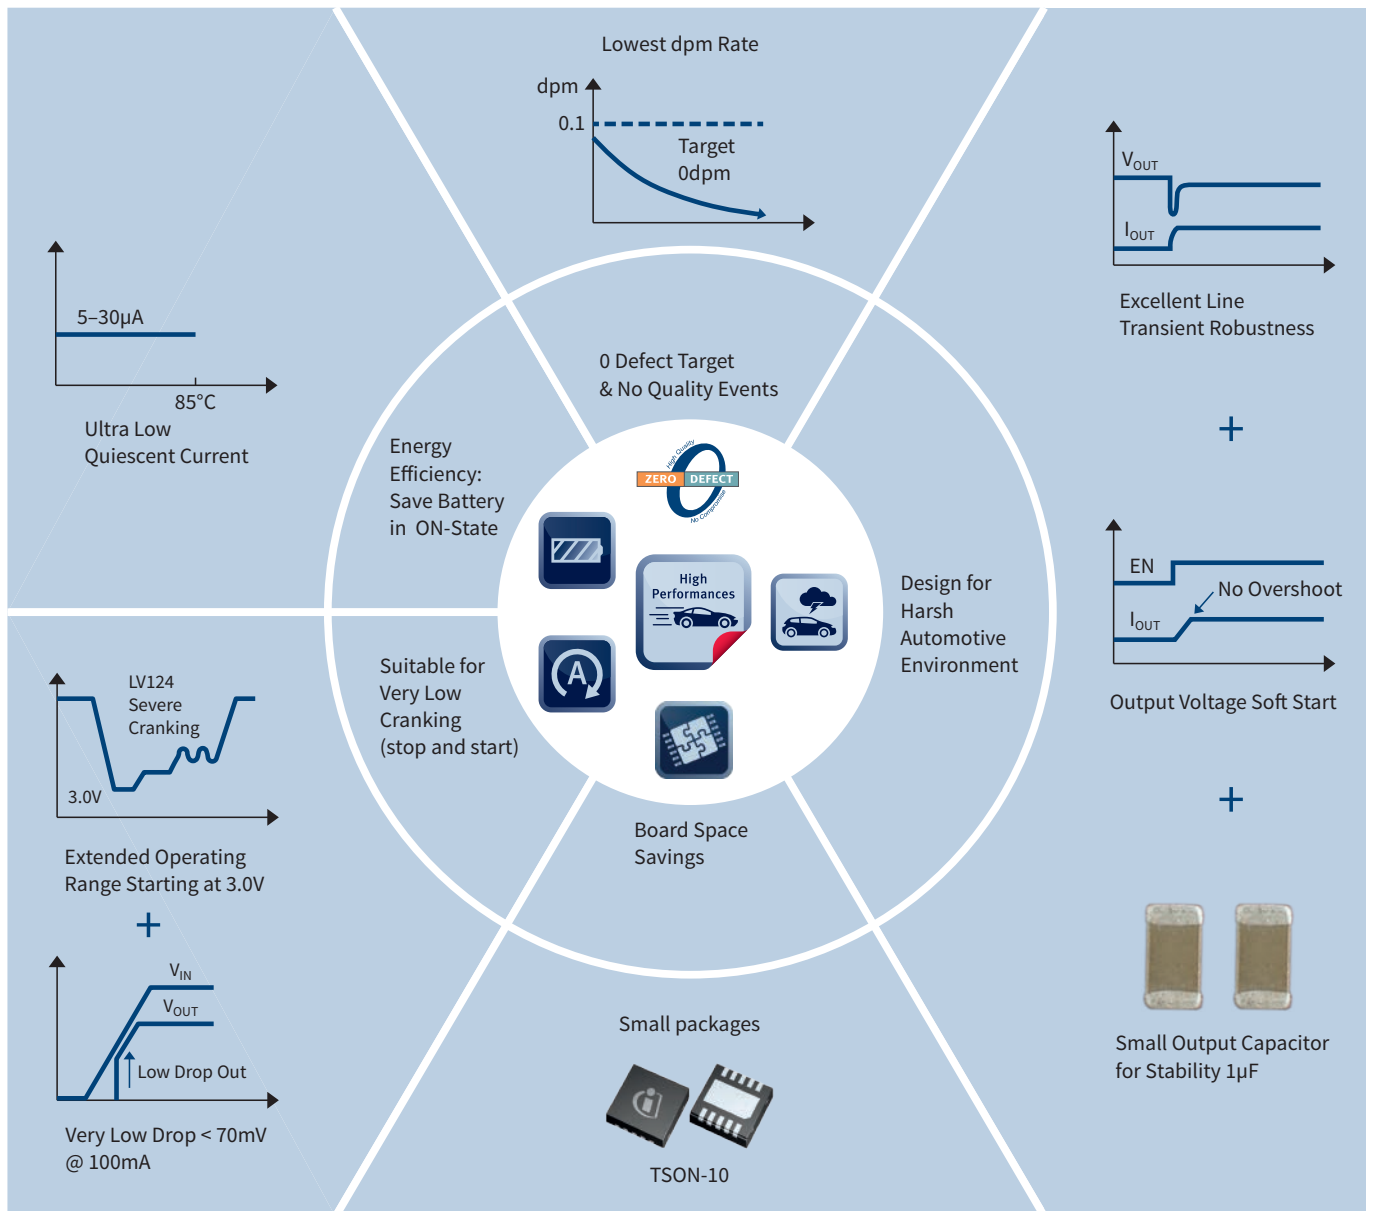 Lowest dpm Rate
dpm
0.1
Target
0dpm
0 Defect Target
& No Quality Events
High Quality
ZERO DEFECT
No Compromise
5–30µA
85°C
Ultra Low
Quiescent Current
Energy
Efficiency:
Save Battery
in ON-State
High
Performances
A
Suitable for
Very Low
Cranking
(stop and start)
LV124
Severe
Cranking
3.0V
Extended Operating
Range Starting at 3.0V
+
VIN
VOUT
Low Drop Out
Very Low Drop < 70mV
@ 100mA
Board Space
Savings
Small packages
TSON-10
Design for
Harsh
Automotive
Environment
VOUT
IOUT
Excellent Line
Transient Robustness
+
EN
No Overshoot
IOUT
Output Voltage Soft Start
+
Small Output Capacitor
for Stability 1µF